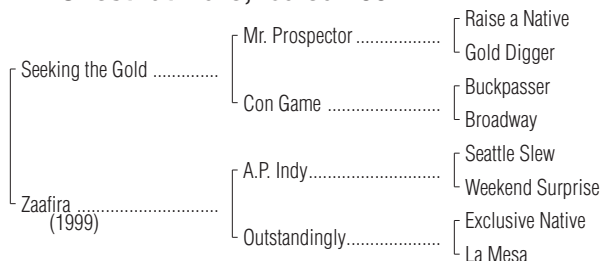 Raise a Native
Mr. Prospector ...................
Gold Digger
Seeking the Gold ..............
Buckpasser
Con Game .........................
Broadway
Seattle Slew
A.P. Indy.............................
Weekend Surprise
Zaafira ..............................
(1999)
Exclusive Native
Outstandingly.....................
La Mesa